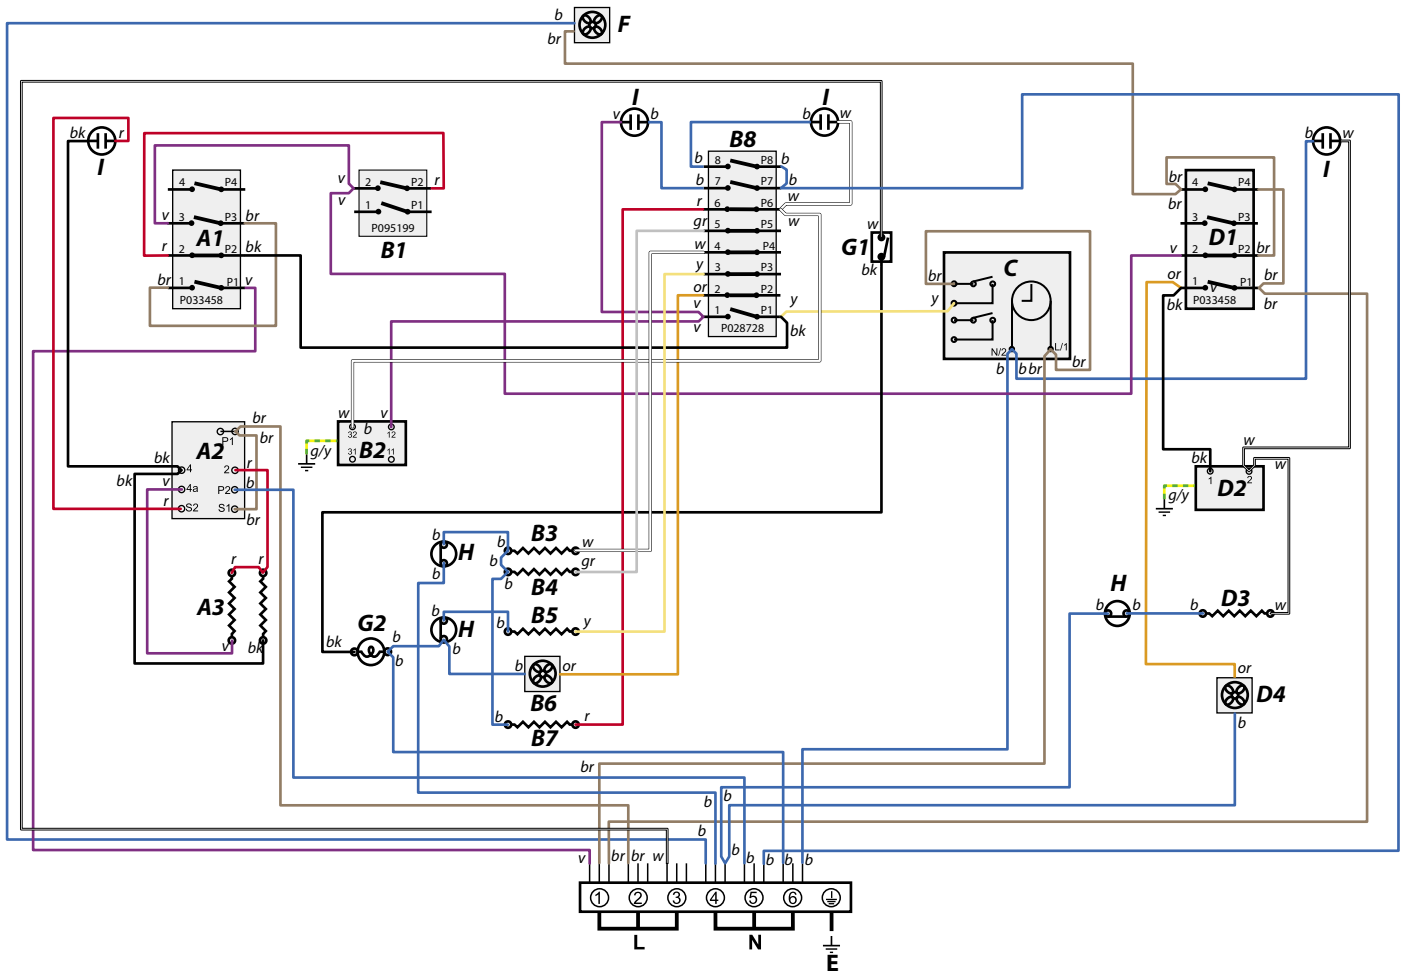 b
F
br
I
I
I
bk
r
v
b
b
w
b
w
I
B8
8
P8
b
b
7
P7
b
b
6
P6
r
w
w
5
P5
gr
4
P4
w
3
P3
y
2
P2
or
1
P1
v
v
y
bk
P028728
4
P4
3
P3
v
br
A1
2
P2
r
bk
1
P1
br
v
P033458
v
2
P2
r
v
1
P1
P095199
B1
w
G1
bk
C
br
y
N/2
L/1
b
b
br
br
br
4
P4
br
3
P3
D1
v
2
P2
br
or
1
v
P1
br
bk
P033458
br
br
A2
P1
br
bk
4
2
r
bk
v
4a
P2
b
r
S2
S1
br
w
b
v
32
12
g/y
31
B2
11
w
bk
w
1
2
D2
g/y
b
H
b
b
B3
w
b
b
B4
gr
r
r
A3
v
bk
G2
bk
b
b
b
H
b
b
B5
y
b
or
B6
b
r
B7
H
b
b
b
D3
w
or
D4
b
br
b
b
b
v
br
br
w
b
b
b
b
b
1
2
3
4
5
6
L
N
E